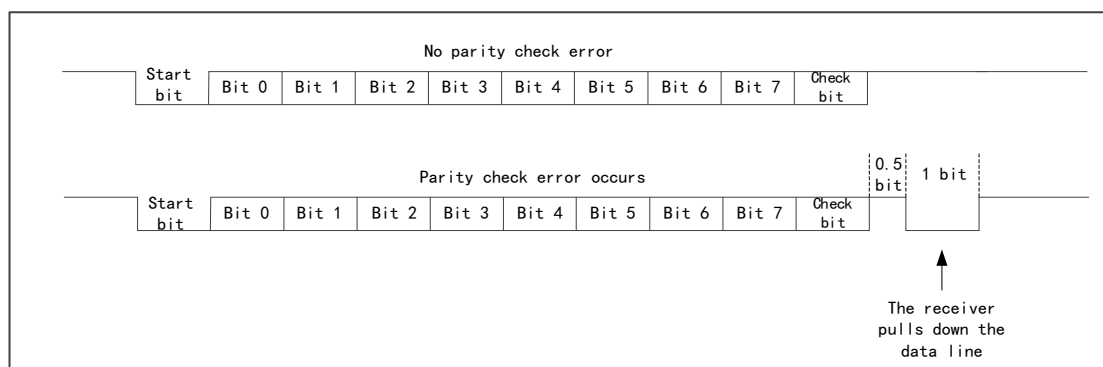 No parity check error
Start bit Bit 0 Bit 1 Bit 2 Bit 3 Bit 4 Bit 5 Bit 6 Bit 7 Check bit
Parity check error occurs
0.5 bit 1 bit
Start bit Bit 0 Bit 1 Bit 2 Bit 3 Bit 4 Bit 5 Bit 6 Bit 7 Check bit
The receiver
pulls down the
data line